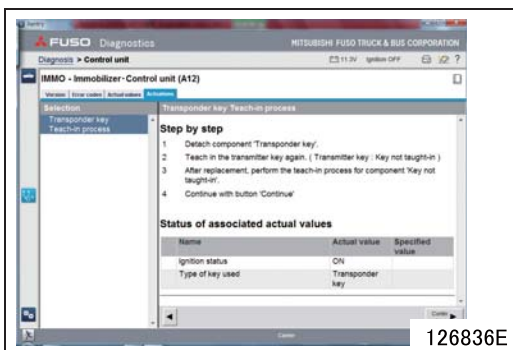 Xentry
FUSO Diagnostics
MITSUBISHI FUSO TRUCK & BUS CORPORATION
Diagnosis > Control unit
11.3V Ignition OFF
?
IMMO - Immobilizer-Control unit (A12)
Version Error codes Actual values Actuations
Selection
Transponder key Teach-in process
Transponder key
Teach-in process
Step by step
1 Detach component 'Transponder key'.
2 Teach in the transmitter key again. ( Transmitter key : Key not taught-in )
3 After replacement, perform the teach-in process for component 'Key not
taught-in'.
4 Continue with button 'Continue'
Status of associated actual values
Name Actual value Specified
value
Ignition status ON
Type of key used Transponder
key
126836E